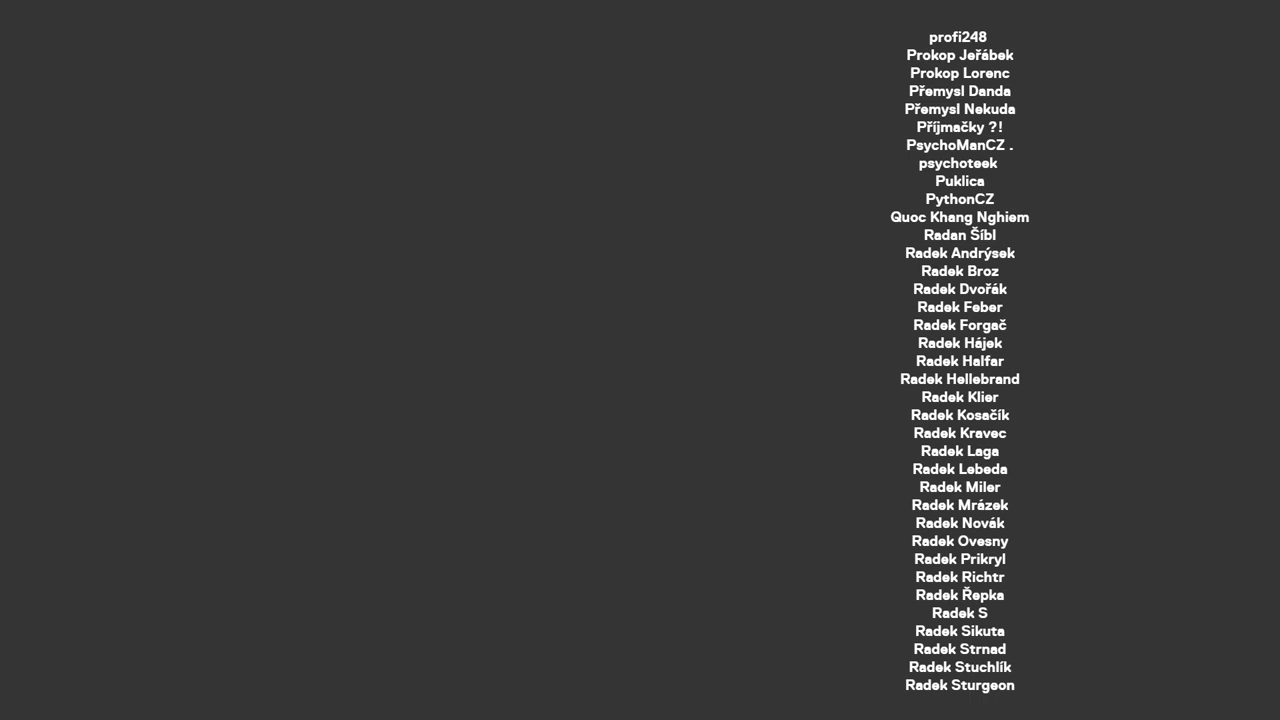 profi248
Prokop Jeřábek
Prokop Lorenc
Přemysl Danda
Přemysl Nekuda
Příjmačky ?!
PsychoManCZ .
psychoteek
Puklica
PythonCZ
Quoc Khang Nghiem
Radan Šíbl
Radek Andrýsek
Radek Broz
Radek Dvořák
Radek Feber
Radek Forgač
Radek Hájek
Radek Halfar
Radek Hellebrand
Radek Klier
Radek Kosačík
Radek Kravec
Radek Laga
Radek Lebeda
Radek Miler
Radek Mrázek
Radek Novák
Radek Ovesny
Radek Prikryl
Radek Richtr
Radek Řepka
Radek S
Radek Sikuta
Radek Strnad
Radek Stuchlík
Radek Sturgeon